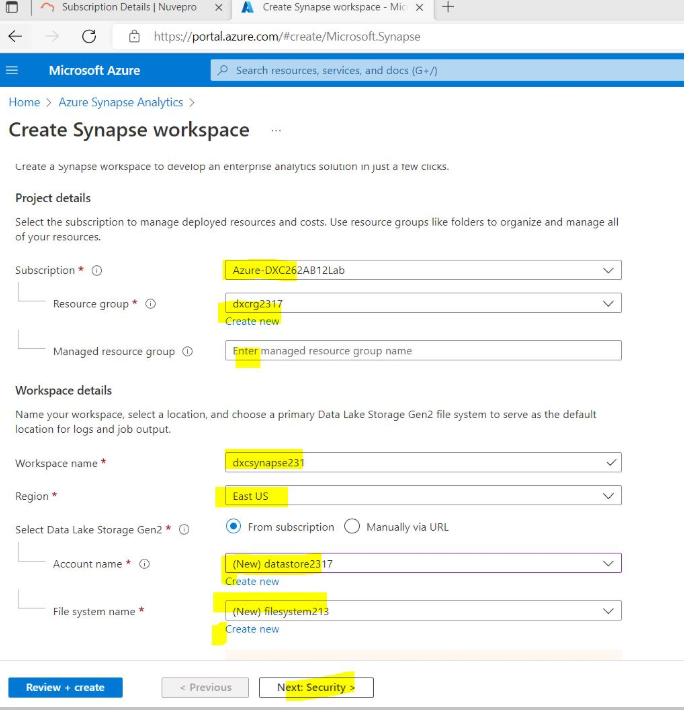 Subscription Details | Nuvepro
Create Synapse workspace - Mic
https://portal.azure.com/#create/Microsoft.Synapse
Microsoft Azure
Search resources, services, and docs (G+/)
Home > Azure Synapse Analytics >
Create Synapse workspace ...
Create a Synapse workspace to develop an enterprise analytics solution in just a few clicks.
Project details
Select the subscription to manage deployed resources and costs. Use resource groups like folders to organize and manage all
of your resources.
Subscription * Azure-DXC262AB12Lab
Resource group * dxcrg2317
Create new
Managed resource group Enter managed resource group name
Workspace details
Name your workspace, select a location, and choose a primary Data Lake Storage Gen2 file system to serve as the default
location for logs and job output.
Workspace name * dxcsynapse231
Region * East US
Select Data Lake Storage Gen2 * From subscription Manually via URL
Account name * (New) datastore2317
Create new
File system name * (New) filesystem213
Create new
Review + create < Previous Next: Security >